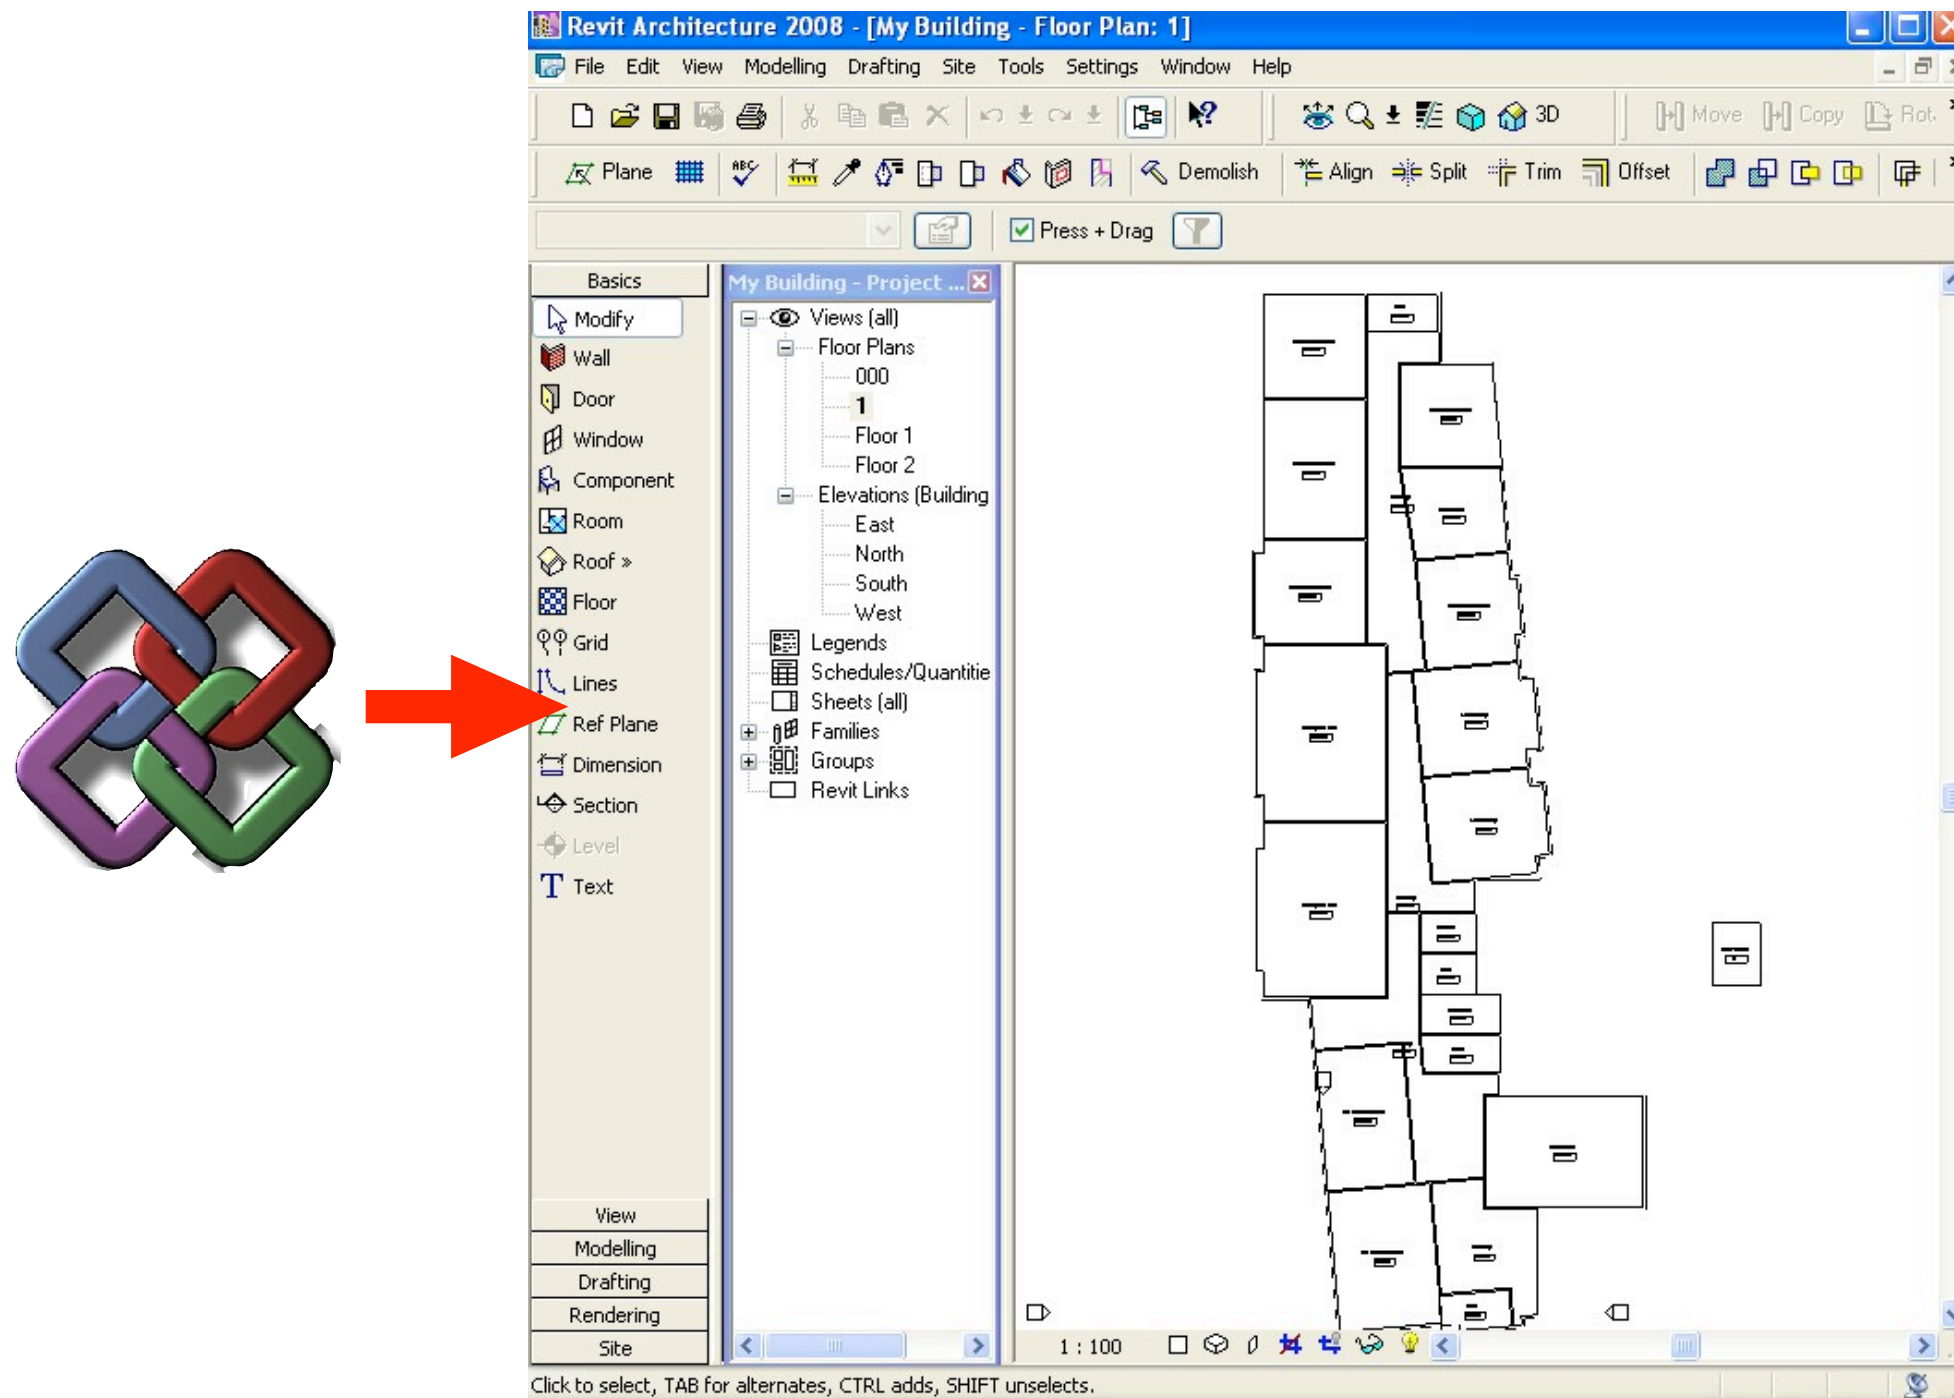 Revit Architecture 2008 - [My Building - Floor Plan: 1]
File Edit View Modelling Drafting Site Tools Settings Window Help
3D Move Copy Rot
Plane ABC Demolish Align Split Trim Offset
Press + Drag
Basics
Modify
Wall
Door
Window
Component
Room
Roof »
Floor
Grid
Lines
Ref Plane
Dimension
Section
Level
Text
View
Modelling
Drafting
Rendering
Site
My Building - Project ...
Views (all)
Floor Plans
000
1
Floor 1
Floor 2
Elevations (Building
East
North
South
West
Legends
Schedules/Quantitie
Sheets (all)
Families
Groups
Revit Links
1 : 100
Click to select, TAB for alternates, CTRL adds, SHIFT unselects.